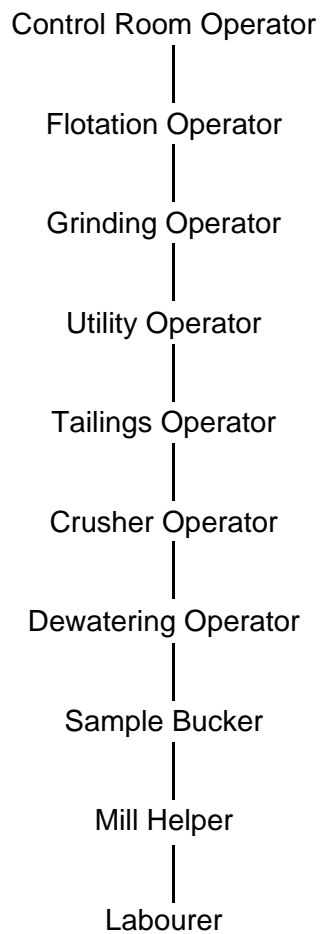 Control Room Operator
Flotation Operator
Grinding Operator
Utility Operator
Tailings Operator
Crusher Operator
Dewatering Operator
Sample Bucker
Mill Helper
Labourer